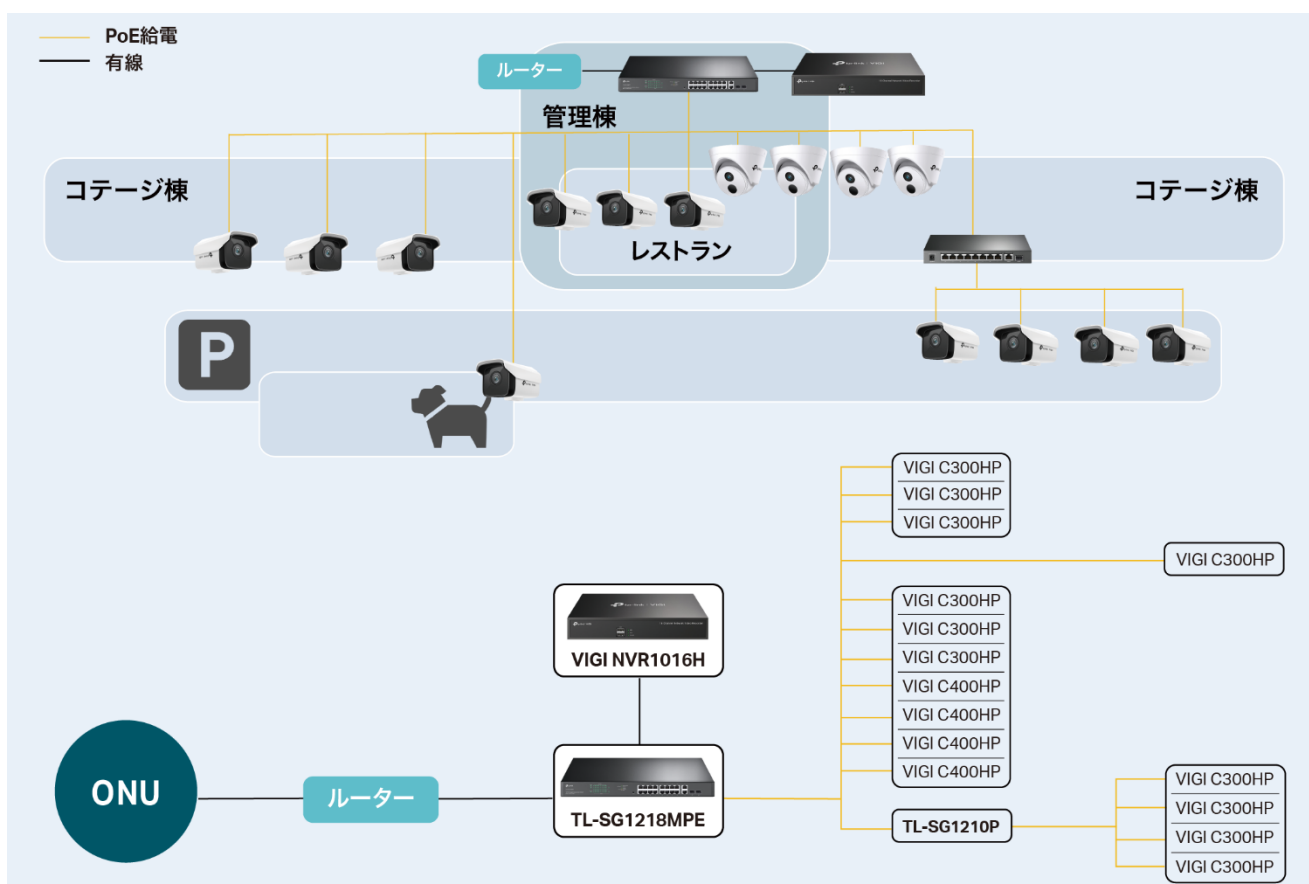 PoE給電
有線
ルーター
管理棟
コテージ棟
コテージ棟
レストラン
P
VIGI C300HP
VIGI C300HP
VIGI C300HP
VIGI C300HP
VIGI C300HP
VIGI C300HP
VIGI C300HP
VIGI C400HP
VIGI C400HP
VIGI C400HP
VIGI C400HP
VIGI NVR1016H
ONU
ルーター
TL-SG1218MPE
TL-SG1210P
VIGI C300HP
VIGI C300HP
VIGI C300HP
VIGI C300HP